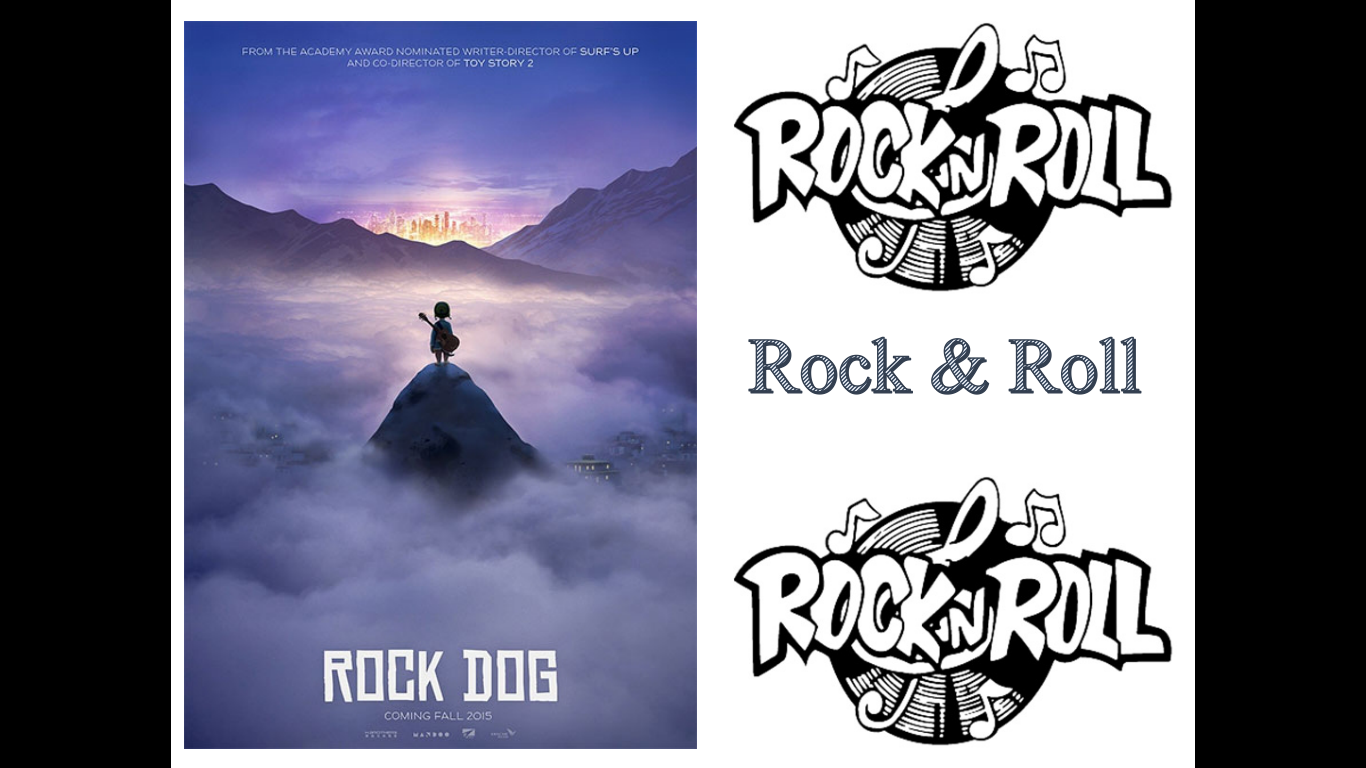 FROM THE ACADEMY AWARD NOMINATED WRITER-DIRECTOR OF SURF'S UP
AND CO-DIRECTOR OF TOY STORY 2
ROCK DOG
COMING FALL 2015
ROCK 'N' ROLL
Rock & Roll
ROCK 'N' ROLL